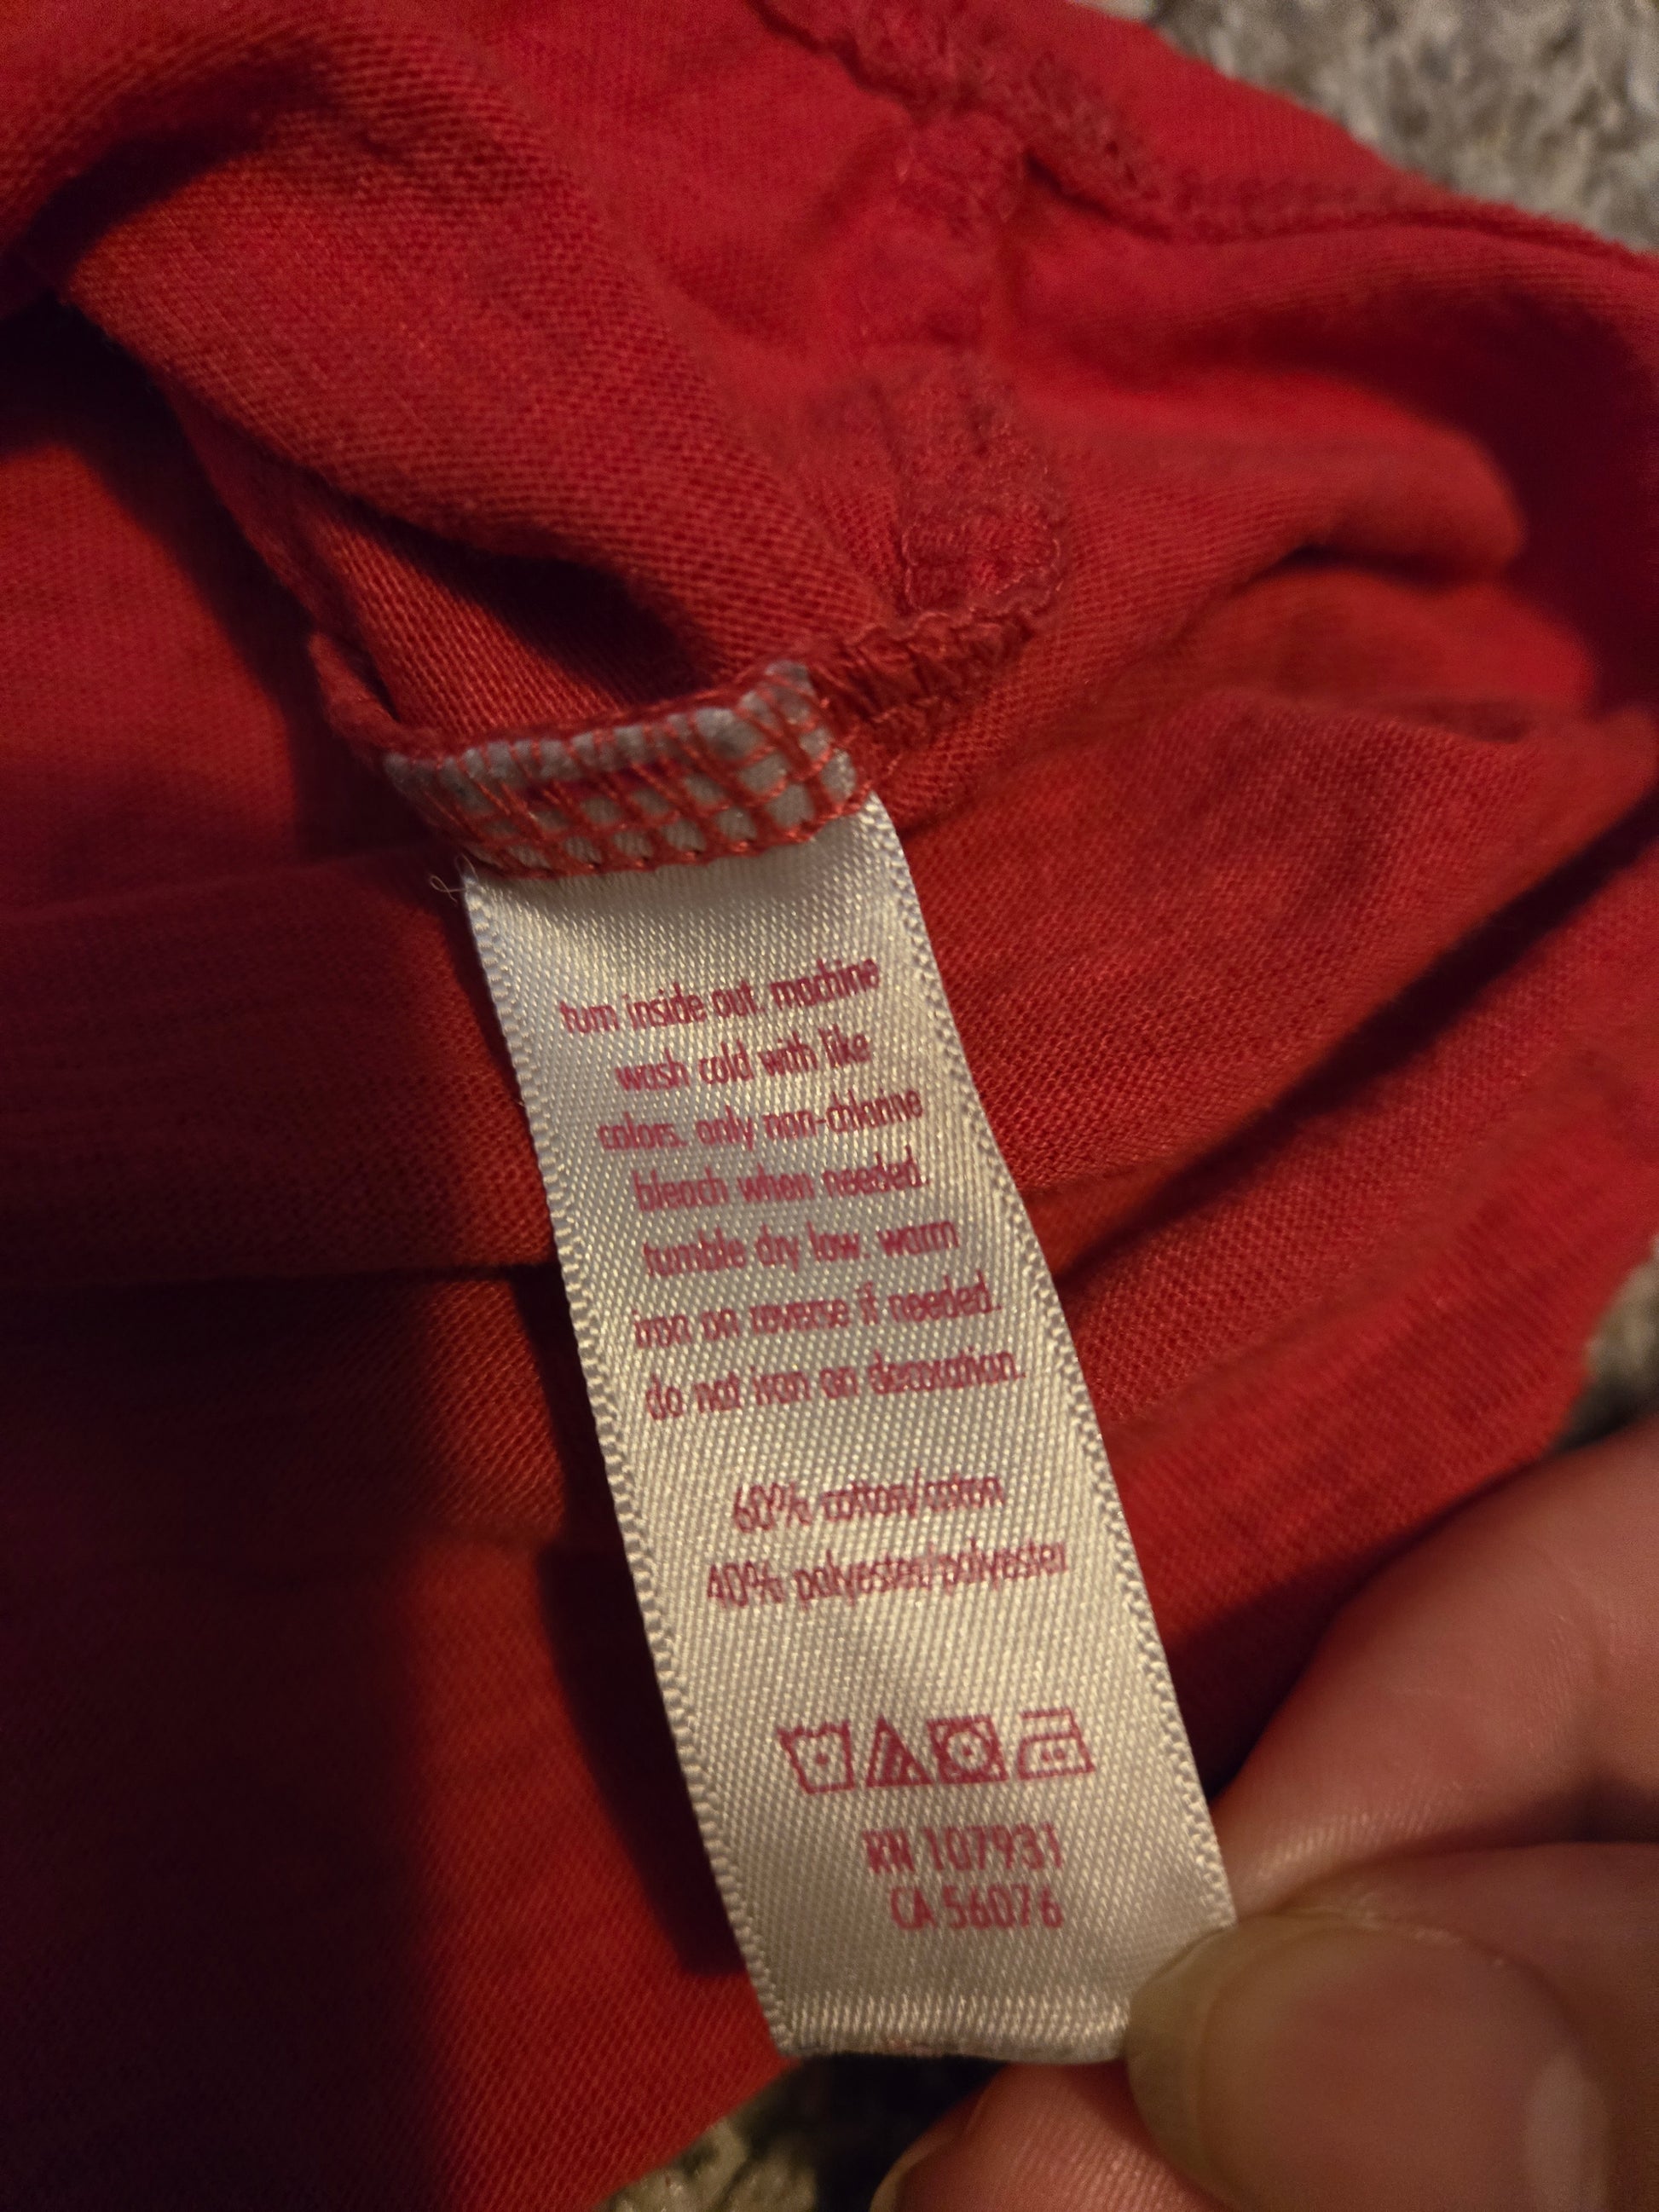 turn inside out machine
wash cold with like
colors. only non-chlorine
bleach when needed.
tumble dry low. warm
iron on reverse if needed.
do not iron on decoration.
60% cotton/coton
40% polyester/polyester
RN 107931
CA 56076